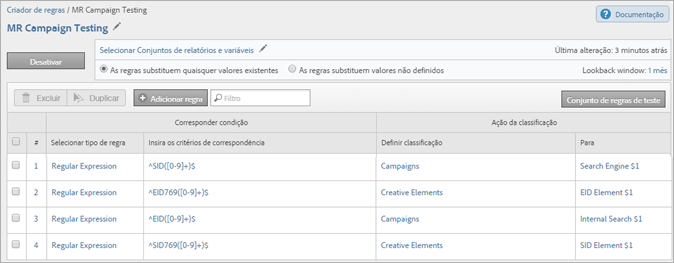 Criador de regras / MR Campaign Testing
Documentação
MR Campaign Testing
Desativar
Selecionar Conjuntos de relatórios e variáveis
Última alteração: 3 minutos atrás
As regras substituem quaisquer valores existentes
As regras substituem valores não definidos
Lookback window: 1 mês
Excluir
Duplicar
Adicionar regra
Filtro
Conjunto de regras de teste
Corresponder condição
Ação da classificação
# Selecionar tipo de regra Insira os critérios de correspondência Definir classificação Para
1 Regular Expression ^SID([0-9]+)$ Campaigns Search Engine $1
2 Regular Expression ^EID769([0-9]+)$ Creative Elements EID Element $1
3 Regular Expression ^EID([0-9]+)$ Campaigns Internal Search $1
4 Regular Expression ^SID769([0-9]+)$ Creative Elements SID Element $1